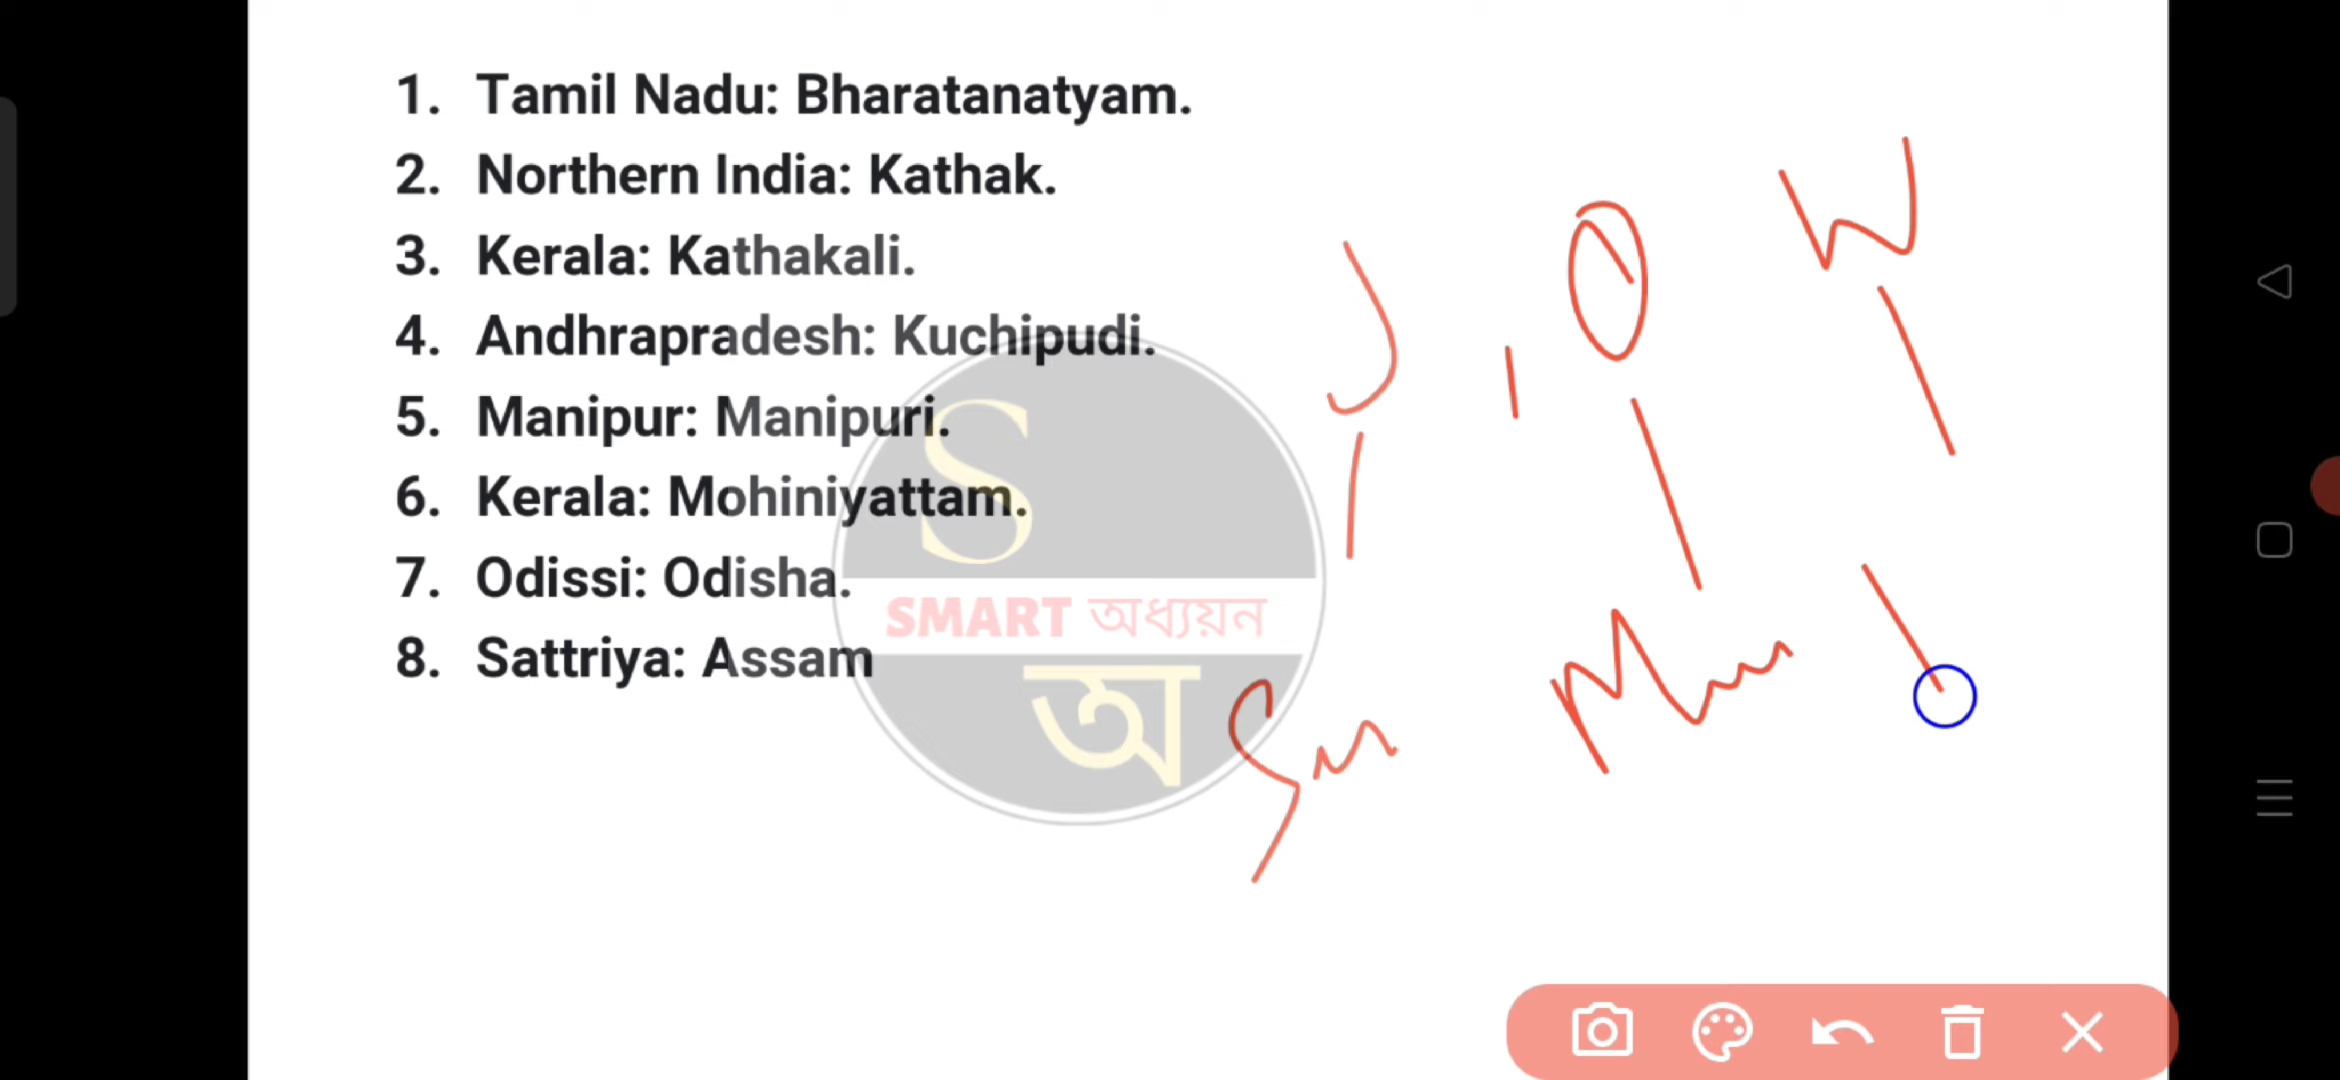 1. Tamil Nadu: Bharatanatyam.
2. Northern India: Kathak.
3. Kerala: Kathakali.
4. Andhrapradesh: Kuchipudi.
5. Manipur: Manipuri.
6. Kerala: Mohiniyattam.
7. Odissi: Odisha.
8. Sattriya: Assam
S
SMART অধ্যয়ন
অ